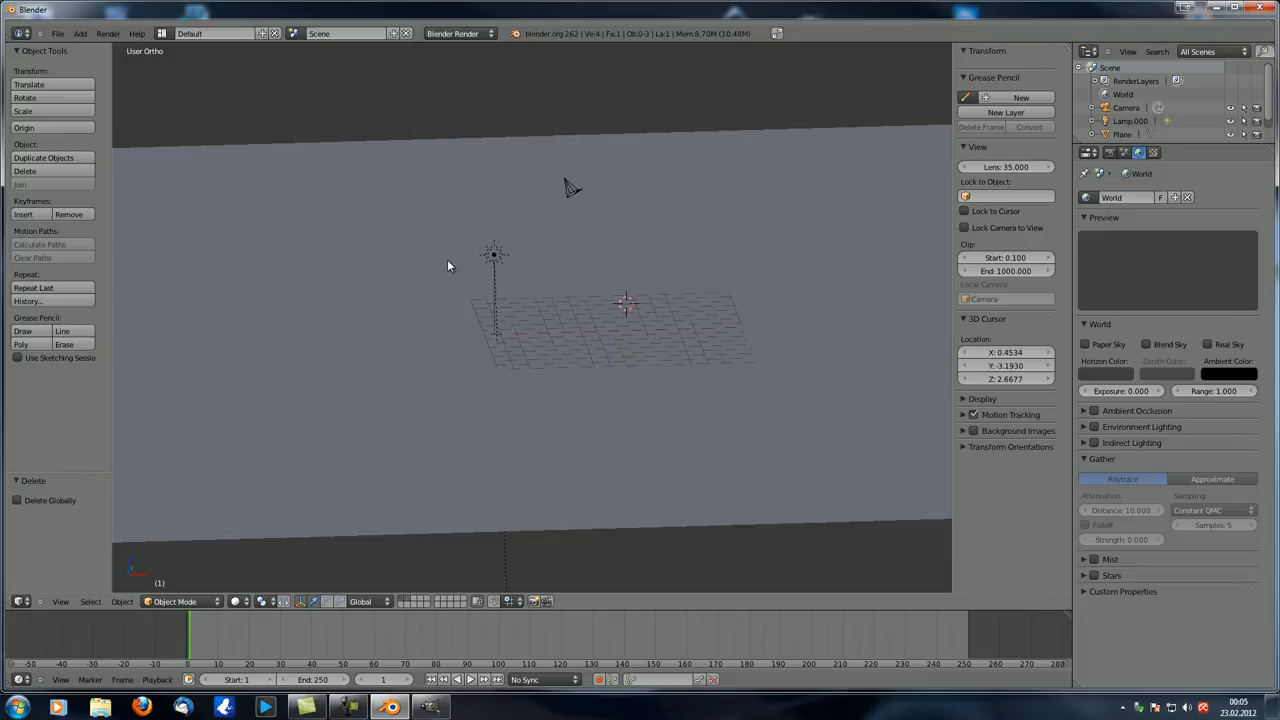 Blender
File Add Render Help Default Scene Blender Render blender.org 262 | Ve:4 | Fa:1 | Ob:0-3 | La:1 | Mem:8.70M (10.48M)
Object Tools
Transform:
Translate
Rotate
Scale
Origin
Object:
Duplicate Objects
Delete
Join
Keyframes:
Insert Remove
Motion Paths:
Calculate Paths
Clear Paths
Repeat:
Repeat Last
History...
Grease Pencil:
Draw Line
Poly Erase
Use Sketching Sessio
Delete
Delete Globally
User Ortho
(1)
View Select Object Object Mode Global
Transform
Grease Pencil
New
New Layer
Delete Frame Convert
View
Lens: 35.000
Lock to Object:
Lock to Cursor
Lock Camera to View
Clip:
Start: 0.100
End: 1000.000
Local Camera:
Camera
3D Cursor
Location:
X: 0.4534
Y: -3.1930
Z: 2.6677
Display
Motion Tracking
Background Images
Transform Orientations
View Search All Scenes
Scene
RenderLayers
World
Camera
Lamp.000
Plane
World
World F
Preview
World
Paper Sky Blend Sky Real Sky
Horizon Color: Zenith Color: Ambient Color:
Exposure: 0.000 Range: 1.000
Ambient Occlusion
Environment Lighting
Indirect Lighting
Gather
Raytrace Approximate
Attenuation: Sampling:
Distance: 10.000 Constant QMC
Falloff Samples: 5
Strength: 0.000
Mist
Stars
Custom Properties
-50 -40 -30 -20 -10 0 10 20 30 40 50 60 70 80 90 100 110 120 130 140 150 160 170 180 190 200 210 220 230 240 250 260 270 280
View Marker Frame Playback Start: 1 End: 250 1 No Sync
00:05
23.02.2012